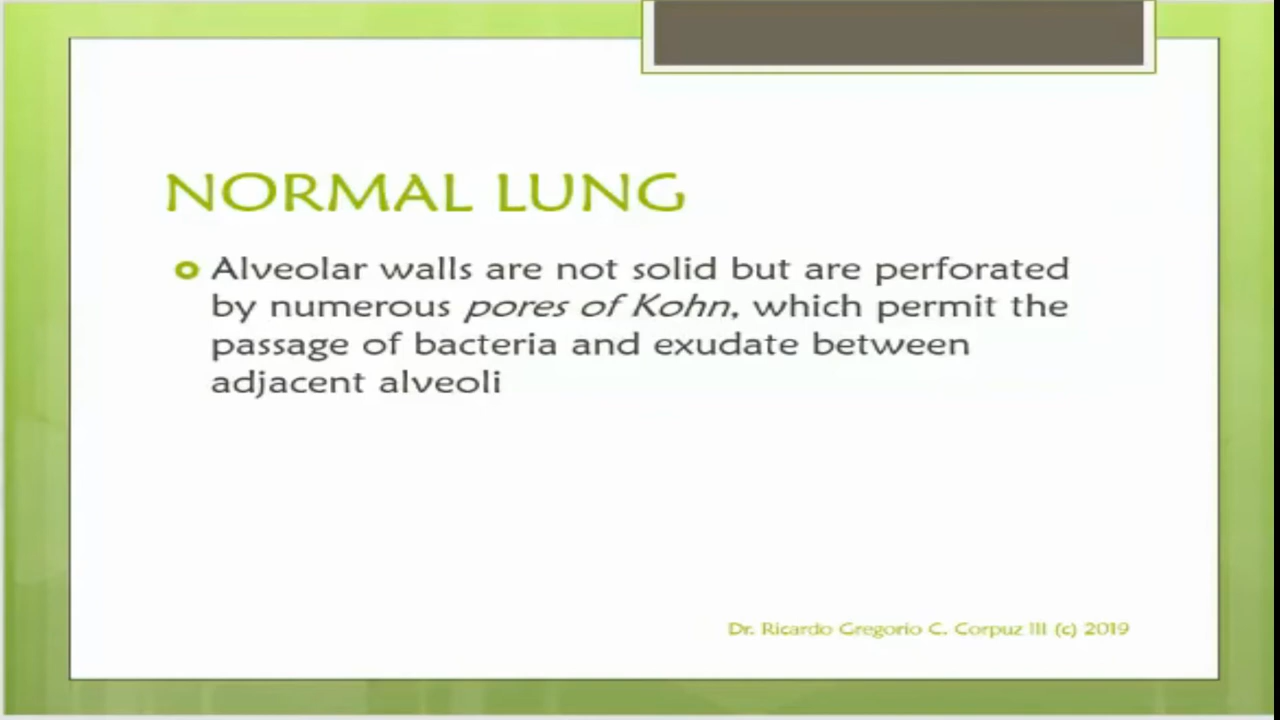 NORMAL LUNG
Alveolar walls are not solid but are perforated
by numerous pores of Kohn, which permit the
passage of bacteria and exudate between
adjacent alveoli
Dr. Ricardo Gregorio C. Corpuz III (c) 2019